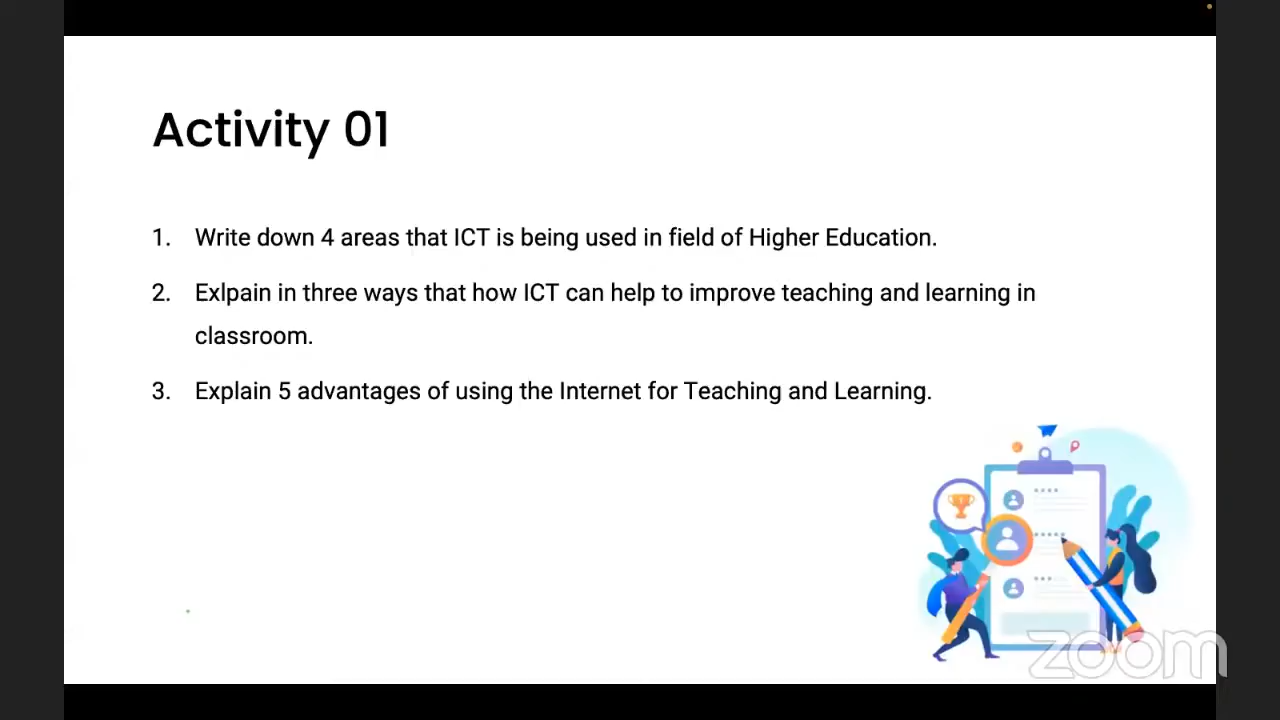 Activity 01
1. Write down 4 areas that ICT is being used in field of Higher Education.
2. Exlpain in three ways that how ICT can help to improve teaching and learning in
classroom.
3. Explain 5 advantages of using the Internet for Teaching and Learning.
zoom